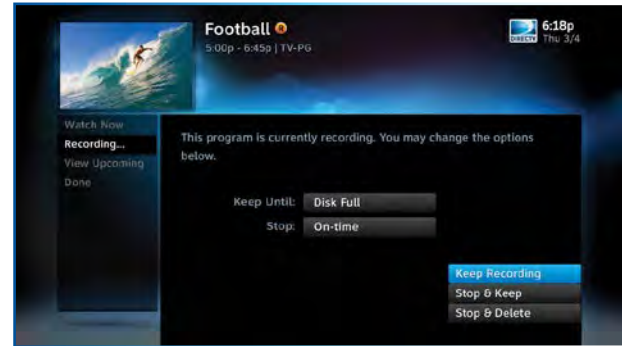 Football R
5:00p - 6:45p | TV-PG
DIRECTV
6:18p
Thu 3/4
Watch Now
Recording...
View Upcoming
Done
This program is currently recording. You may change the options
below.
Keep Until: Disk Full
Stop: On-time
Keep Recording
Stop & Keep
Stop & Delete